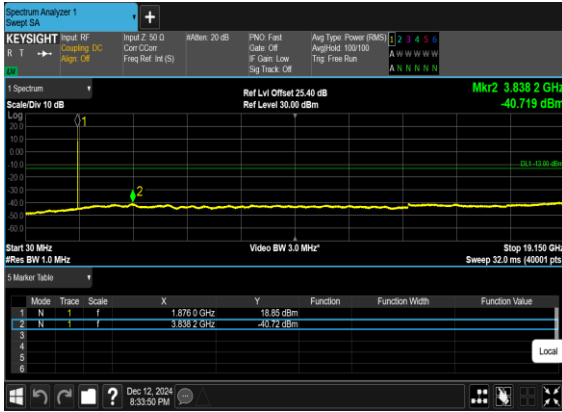 Spectrum Analyzer 1
Swept SA
+
KEYSIGHT
R T
LW
Input: RF
Coupling: DC
Align: Off
Input Z: 50 Ω
Corr CCorr
Freq Ref: Int (S)
#Atten: 20 dB
PNO: Fast
Gate: Off
IF Gain: Low
Sig Track: Off
Avg Type: Power (RMS)
Avg|Hold: 100/100
Trig: Free Run
1 2 3 4 5 6
A W W W W W
A N N N N N
1 Spectrum
Scale/Div 10 dB
Ref Lvl Offset 25.40 dB
Ref Level 30.00 dBm
Mkr2 3.838 2 GHz
-40.719 dBm
Log
20.0
10.0
0.00
-10.0
-20.0
-30.0
-40.0
-50.0
-60.0
1
2
DL1 -13.00 dBm
Start 30 MHz
#Res BW 1.0 MHz
Video BW 3.0 MHz*
Stop 19.150 GHz
Sweep 32.0 ms (40001 pts)
5 Marker Table
Mode Trace Scale X Y Function Function Width Function Value
1 N 1 f 1.876 0 GHz 18.85 dBm
2 N 1 f 3.838 2 GHz -40.72 dBm
3
4
5
6
Local
?
Dec 12, 2024
8:33:50 PM